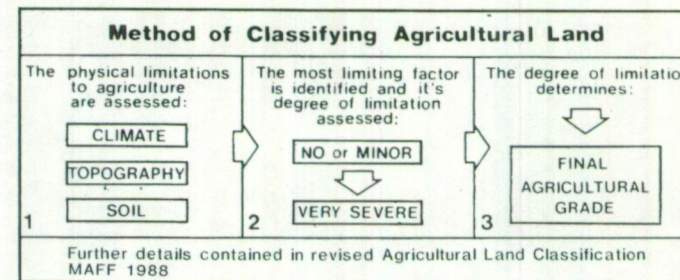 Method of Classifying Agricultural Land
The physical limitations
to agriculture
are assessed:
CLIMATE
TOPOGRAPHY
SOIL
1
The most limiting factor
is identified and it's
degree of limitation
assessed:
NO or MINOR
VERY SEVERE
2
The degree of limitatio
determines:
FINAL
AGRICULTURAL
GRADE
3
Further details contained in revised Agricultural Land Classification
MAFF 1988